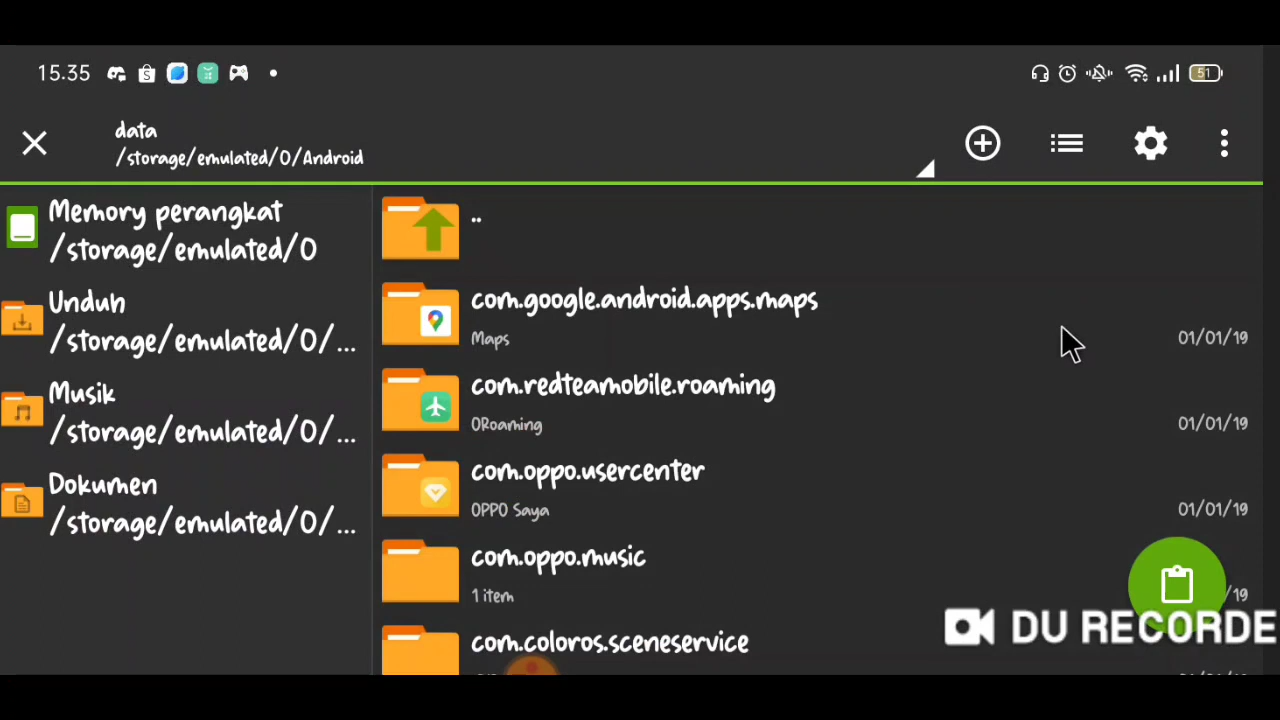 15.35
51
data
/storage/emulated/0/Android
Memory perangkat
/storage/emulated/0
Unduh
/storage/emulated/0/...
Musik
/storage/emulated/0/...
Dokumen
/storage/emulated/0/...
..
com.google.android.apps.maps
Maps
01/01/19
com.redteamobile.roaming
ORoaming
01/01/19
com.oppo.usercenter
OPPO Saya
01/01/19
com.oppo.music
1 item
/19
com.coloros.sceneservice
DU RECORDE